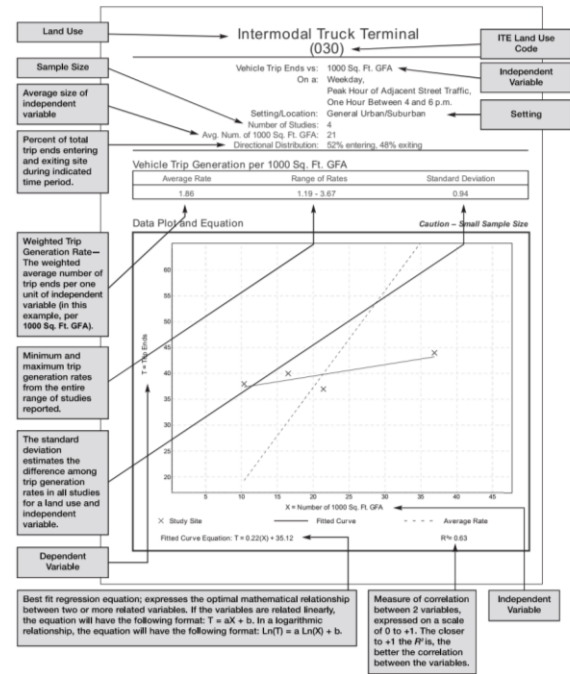 Land Use
Intermodal Truck Terminal
(030)
ITE Land Use
Code
Sample Size
Vehicle Trip Ends vs: 1000 Sq. Ft. GFA
On a: Weekday,
Peak Hour of Adjacent Street Traffic,
One Hour Between 4 and 6 p.m.
Independent
Variable
Average size of
independent
variable
Setting/Location: General Urban/Suburban
Number of Studies: 4
Avg. Num. of 1000 Sq. Ft. GFA: 21
Directional Distribution: 52% entering, 48% exiting
Setting
Percent of total
trip ends entering
and exiting site
during indicated
time period.
Vehicle Trip Generation per 1000 Sq. Ft. GFA
Average Rate Range of Rates Standard Deviation
1.86 1.19 - 3.67 0.94
Data Plot and Equation Caution – Small Sample Size
Weighted Trip
Generation Rate—
The weighted
average number of
trip ends per one
unit of independent
variable (in this
example, per
1000 Sq. Ft. GFA).
Minimum and
maximum trip
generation rates
from the entire
range of studies
reported.
The standard
deviation
estimates the
difference among
trip generation
rates in all studies
for a land use and
independent
variable.
Dependent
Variable
T = Trip Ends
60
55
50
45
40
35
30
25
20
5 10 15 20 25 30 35 40 45
X = Number of 1000 Sq. Ft. GFA
Study Site Fitted Curve Average Rate
Fitted Curve Equation: T = 0.22(X) + 35.12 R²= 0.63
Best fit regression equation; expresses the optimal mathematical relationship
between two or more related variables. If the variables are related linearly,
the equation will have the following format: T = aX + b. In a logarithmic
relationship, the equation will have the following format: Ln(T) = a Ln(X) + b.
Measure of correlation
between 2 variables,
expressed on a scale
of 0 to +1. The closer
to +1 the R² is, the
better the correlation
between the variables.
Independent
Variable